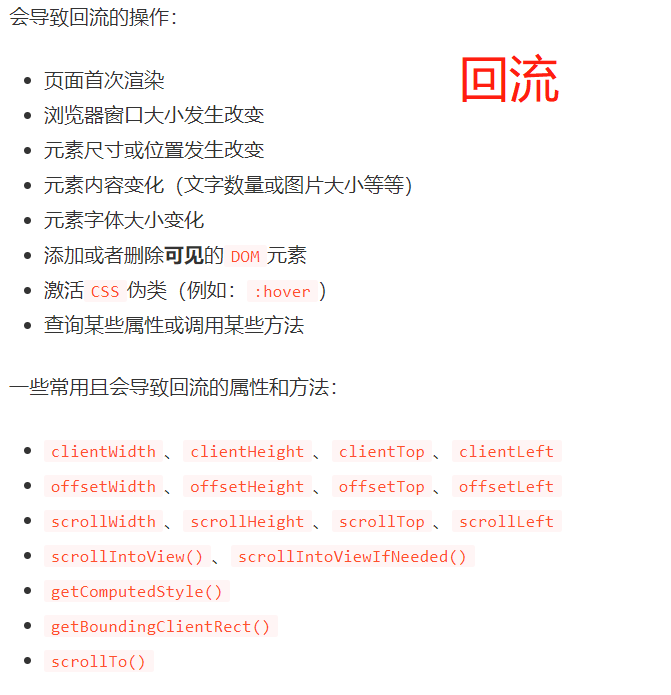 会导致回流的操作：
回流
页面首次渲染
浏览器窗口大小发生改变
元素尺寸或位置发生改变
元素内容变化（文字数量或图片大小等等）
元素字体大小变化
添加或者删除可见的 DOM 元素
激活 CSS 伪类（例如：:hover）
查询某些属性或调用某些方法
一些常用且会导致回流的属性和方法：
clientWidth、clientHeight、clientTop、clientLeft
offsetWidth、offsetHeight、offsetTop、offsetLeft
scrollWidth、scrollHeight、scrollTop、scrollLeft
scrollIntoView()、scrollIntoViewIfNeeded()
getComputedStyle()
getBoundingClientRect()
scrollTo()